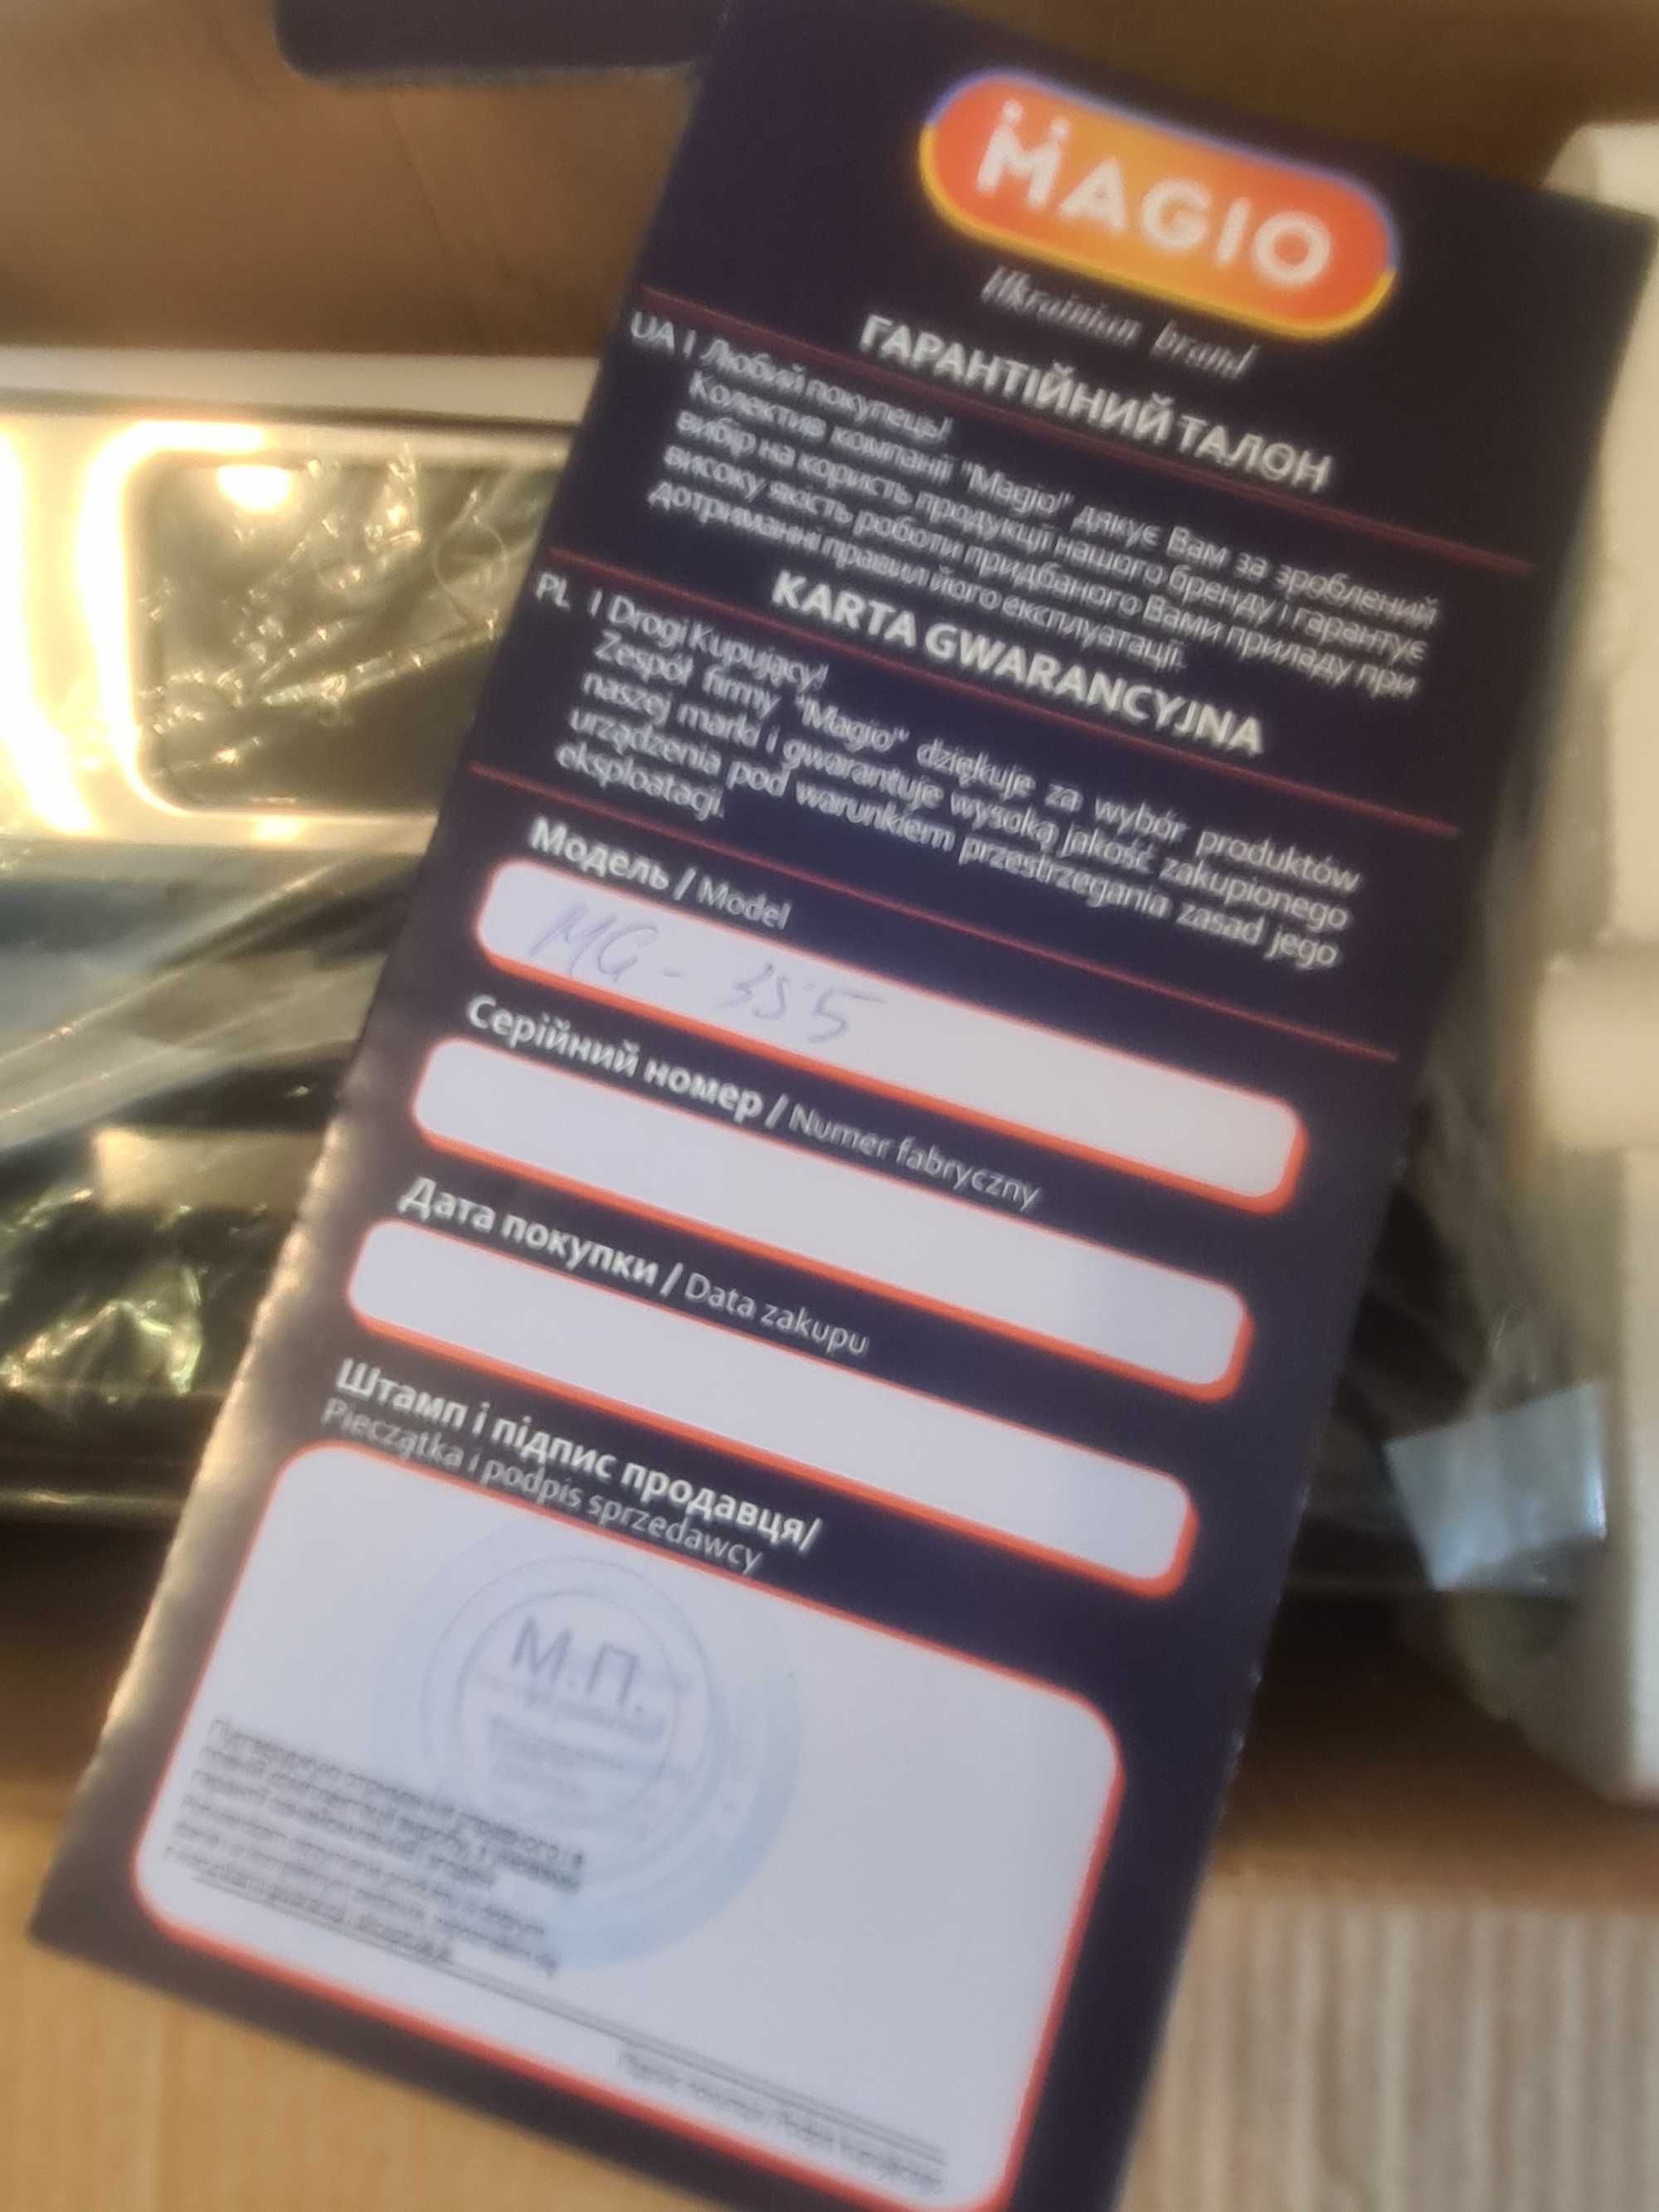 MAGIO
Ukrainian brand
ГАРАНТІЙНИЙ ТАЛОН
UA | Любий покупець!
Колектив компанії "Magio" дякує Вам за зроблений
вибір на користь продукції нашого бренду і гарантує
високу якість роботи придбаного Вами приладу при
дотриманні правил його експлуатації.
KARTA GWARANCYJNA
PL | Drogi Kupujący!
Zespół firmy "Magio" dziękuje za wybór produktów
naszej marki i gwarantuje wysoką jakość zakupionego
urządzenia pod warunkiem przestrzegania zasad jego
eksploatacji.
Модель / Model
MG - 355
Серійний номер / Numer fabryczny
Дата покупки / Data zakupu
Штамп і підпис продавця/
Pieczątka i podpis sprzedawcy
М.П.